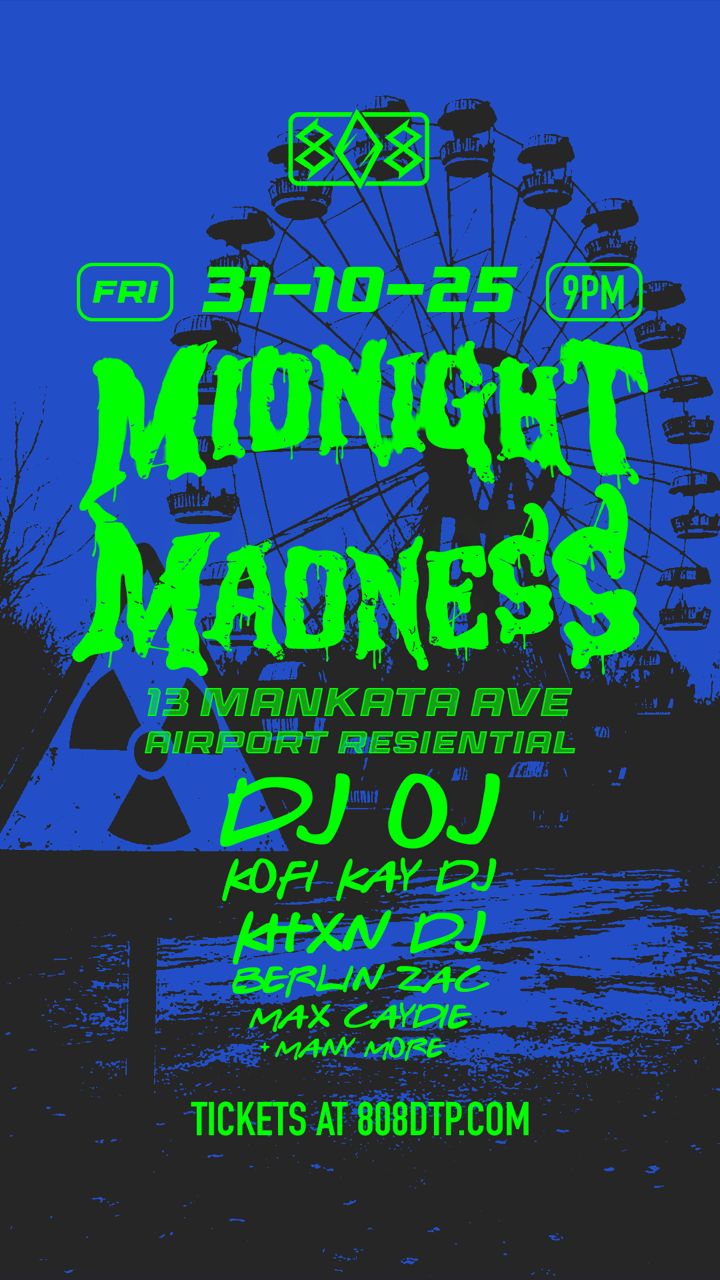 808
FRI 31-10-25 9PM
MIDNIGHT
MADNESS
13 MANKATA AVE
AIRPORT RESIENTIAL
DJ OJ
KOFI KAY DJ
KHXN DJ
BERLIN ZAC
MAX CAYDIE
+ MANY MORE
TICKETS AT 808DTP.COM